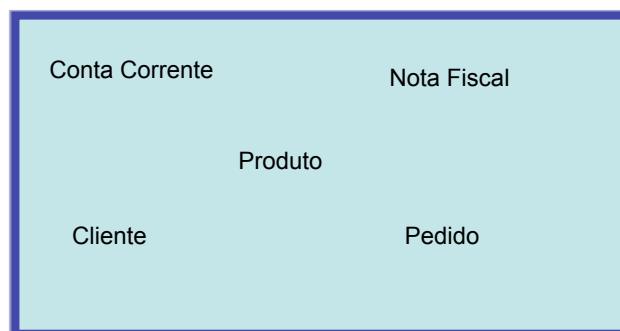 Conta Corrente
Nota Fiscal
Produto
Cliente
Pedido